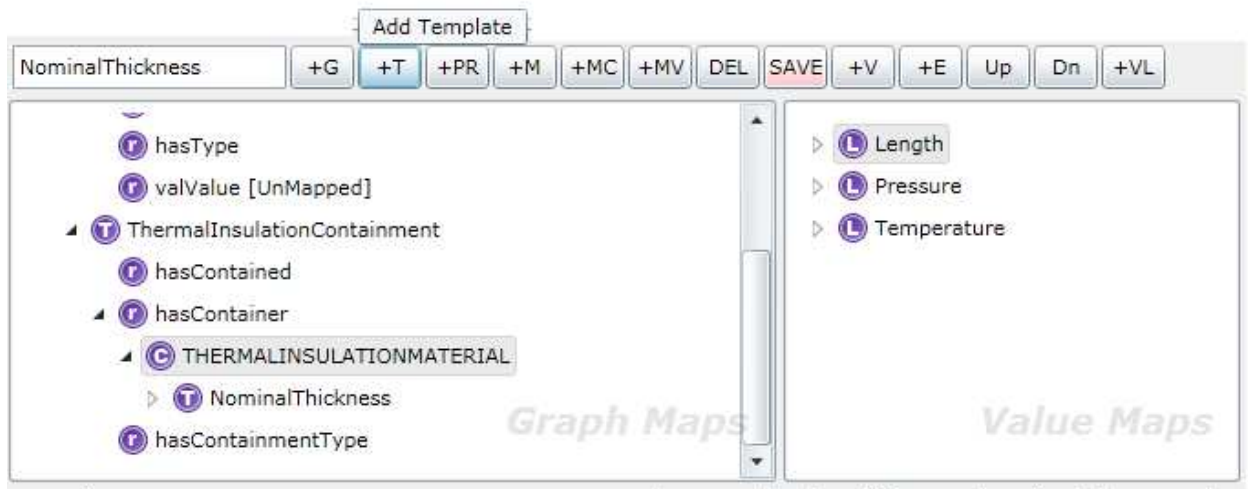 Add Template
NominalThickness +G +T +PR +M +MC +MV DEL SAVE +V +E Up Dn +VL
r hasType
r valValue [UnMapped]
T ThermalInsulationContainment
r hasContained
r hasContainer
C THERMALINSULATIONMATERIAL
T NominalThickness
r hasContainmentType
Graph Maps
L Length
L Pressure
L Temperature
Value Maps